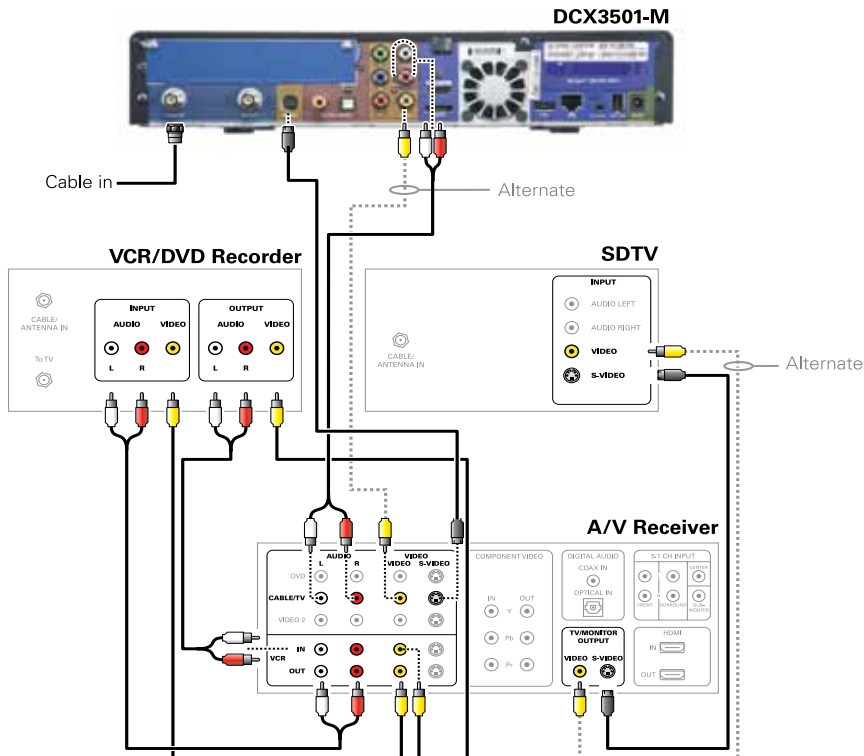 DCX3501-M
Cable in
Alternate
VCR/DVD Recorder
CABLE/
ANTENNA IN
To TV
INPUT
AUDIO VIDEO
L R
OUTPUT
AUDIO VIDEO
L R
SDTV
CABLE/
ANTENNA IN
INPUT
AUDIO LEFT
AUDIO RIGHT
VIDEO
S-VIDEO
Alternate
A/V Receiver
AUDIO VIDEO
L R VIDEO S-VIDEO
DVD
CABLE/TV
VIDEO 2
VCR
IN
OUT
COMPONENT VIDEO
IN OUT
Y
Pb
Pr
DIGITAL AUDIO
COAX IN
OPTICAL IN
TV/MONITOR
OUTPUT
VIDEO S-VIDEO
5.1 CH INPUT
CENTER
FRONT SURROUND SUB-
WOOFER
HDMI
IN
OUT